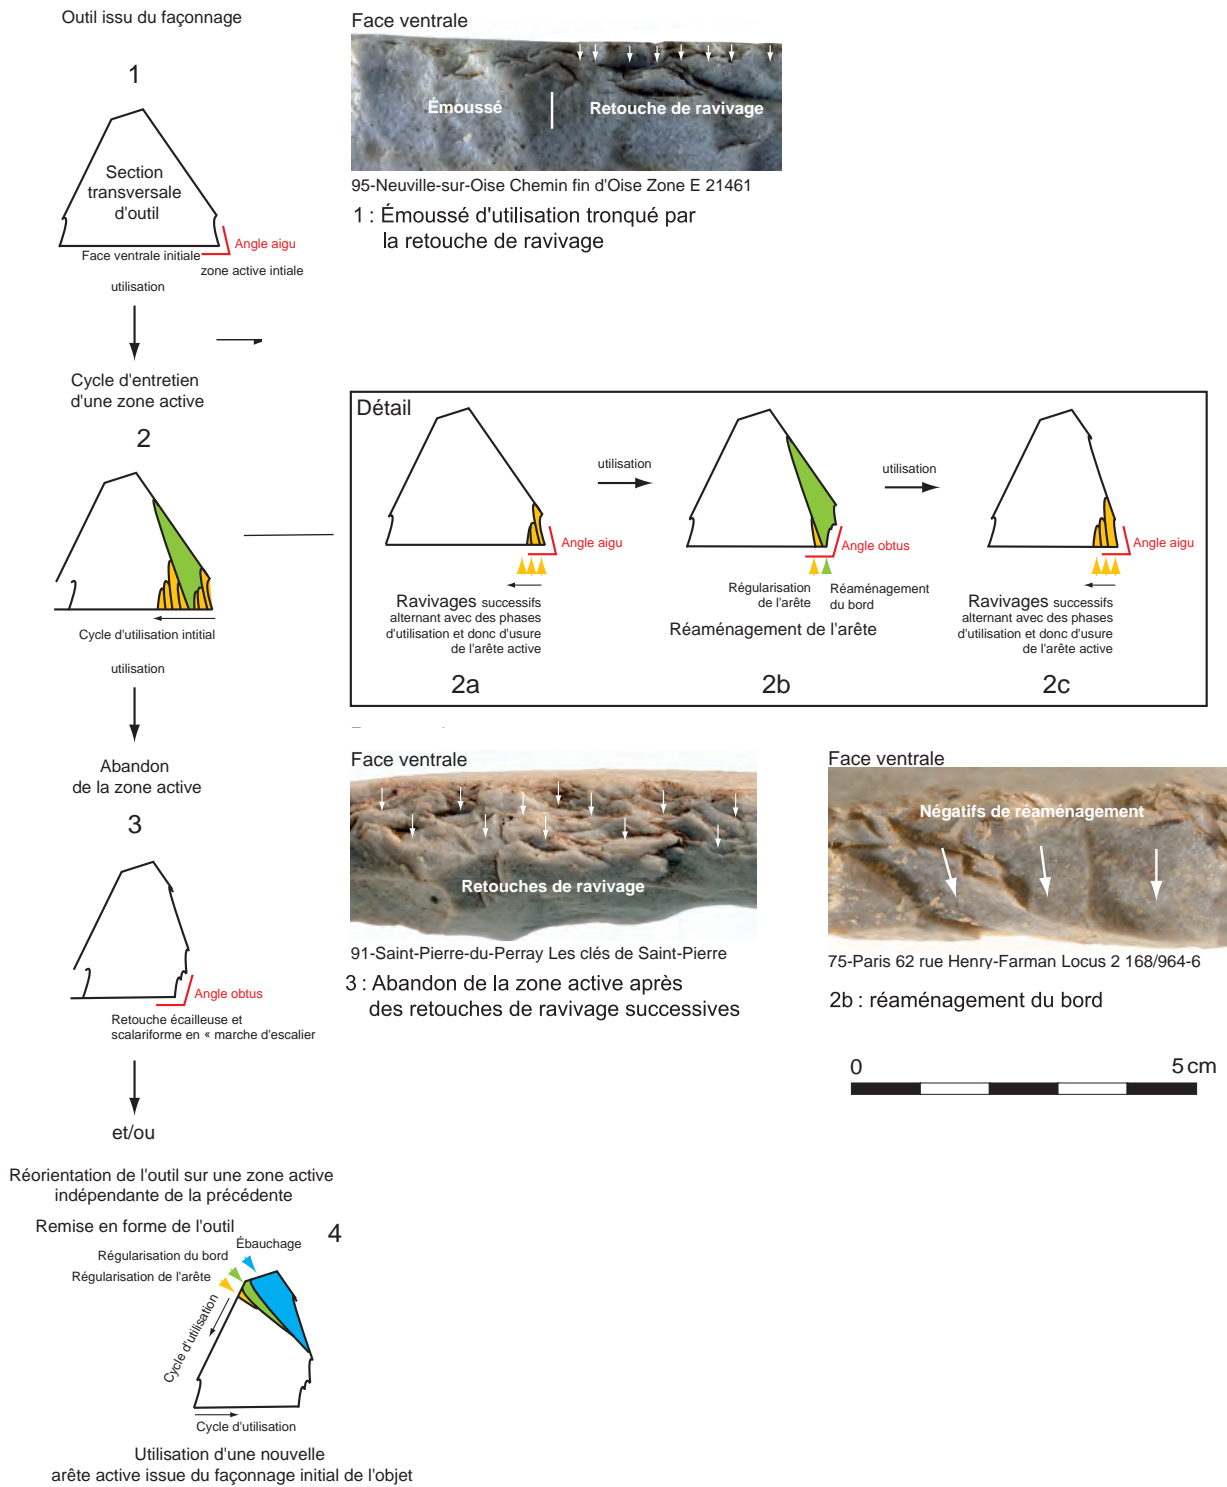 Outil issu du façonnage
1
Section
transversale
d'outil
Angle aigu
Face ventrale initiale
zone active intiale
utilisation
Cycle d'entretien
d'une zone active
2
Cycle d'utilisation intitial
utilisation
Abandon
de la zone active
3
Angle obtus
Retouche écailleuse et
scalariforme en « marche d'escalier
et/ou
Réorientation de l'outil sur une zone active
indépendante de la précédente
Remise en forme de l'outil
4
Ébauchage
Régularisation du bord
Régularisation de l'arête
Cycle d'utilisation
Cycle d'utilisation
Utilisation d'une nouvelle
arête active issue du façonnage initial de l'objet
Face ventrale
Émoussé
Retouche de ravivage
95-Neuville-sur-Oise Chemin fin d'Oise Zone E 21461
1 : Émoussé d'utilisation tronqué par
la retouche de ravivage
Détail
Angle aigu
Ravivages successifs
alternant avec des phases
d'utilisation et donc d'usure
de l'arête active
2a
utilisation
Angle obtus
Régularisation
de l'arête
Réaménagement
du bord
Réaménagement de l'arête
2b
utilisation
Angle aigu
Ravivages successifs
alternant avec des phases
d'utilisation et donc d'usure
de l'arête active
2c
Face ventrale
Retouches de ravivage
91-Saint-Pierre-du-Perray Les clés de Saint-Pierre
3 : Abandon de la zone active après
des retouches de ravivage successives
Face ventrale
Négatifs de réaménagement
75-Paris 62 rue Henry-Farman Locus 2 168/964-6
2b : réaménagement du bord
0
5 cm